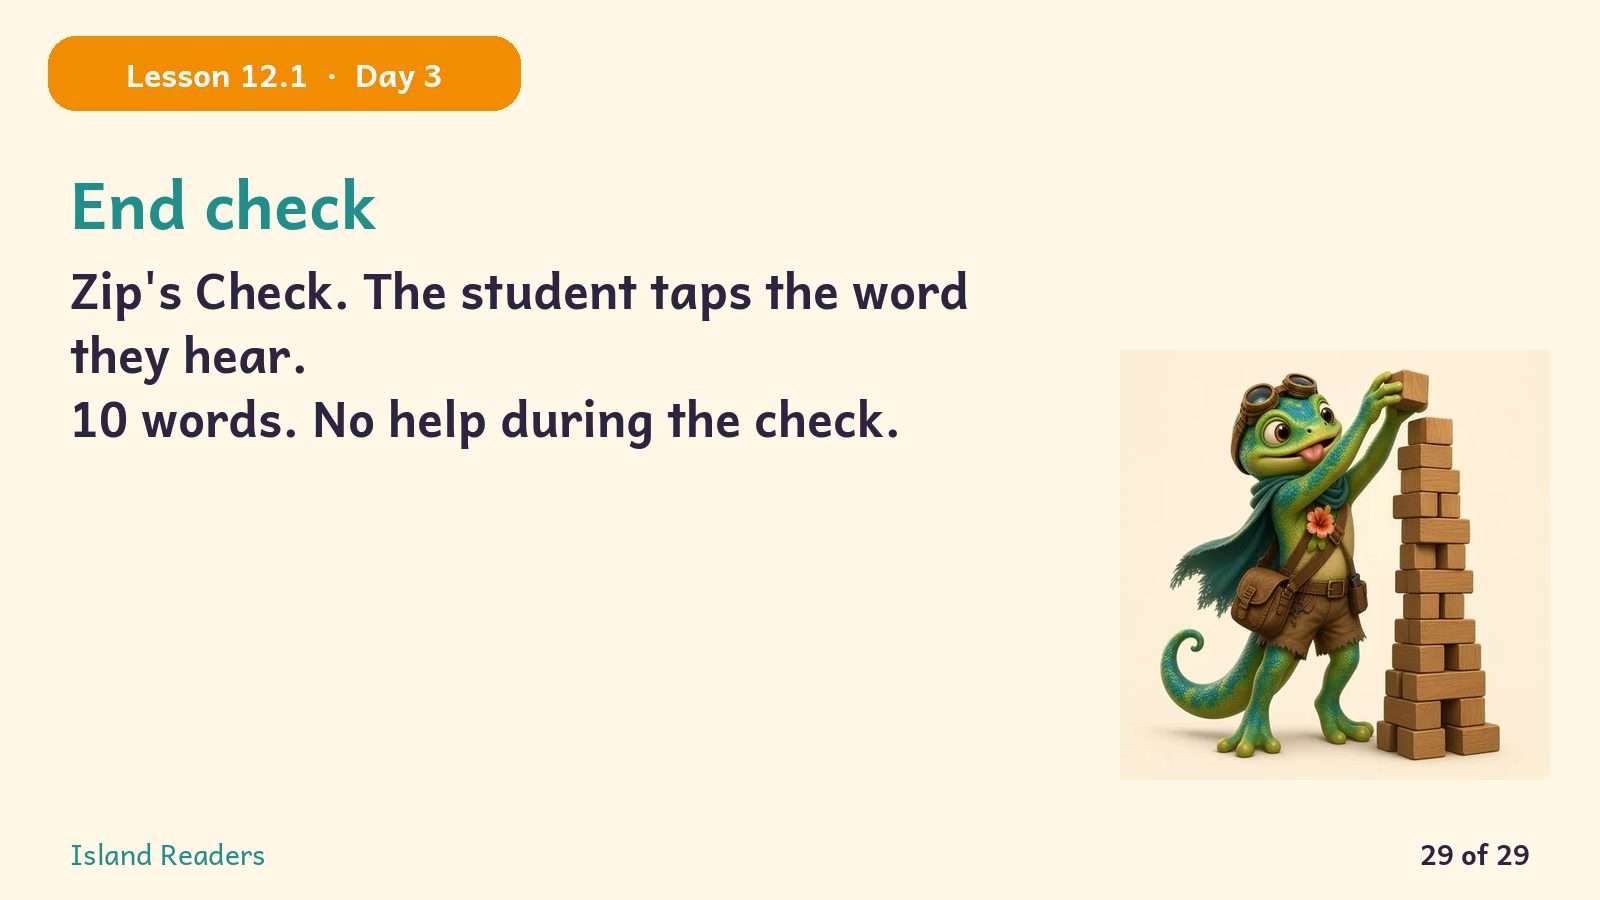 Lesson 12.1 · Day 3
End check
Zip's Check. The student taps the word
they hear.
10 words. No help during the check.
Island Readers
29 of 29